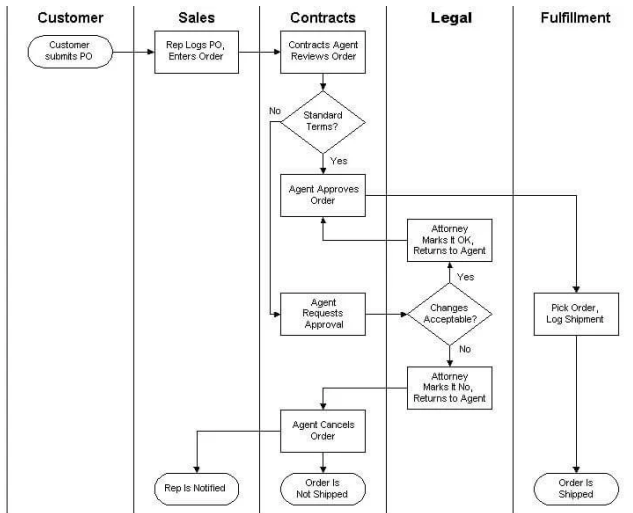 Customer
Sales
Contracts
Legal
Fulfillment
Customer
submits PO
Rep Logs PO,
Enters Order
Contracts Agent
Reviews Order
No
Standard
Terms?
Yes
Agent Approves
Order
Attorney
Marks It OK,
Returns to Agent
Yes
Agent
Requests
Approval
Changes
Acceptable?
Pick Order,
Log Shipment
No
Attorney
Marks It No,
Returns to Agent
Agent Cancels
Order
Rep Is Notified
Order Is
Not Shipped
Order Is
Shipped